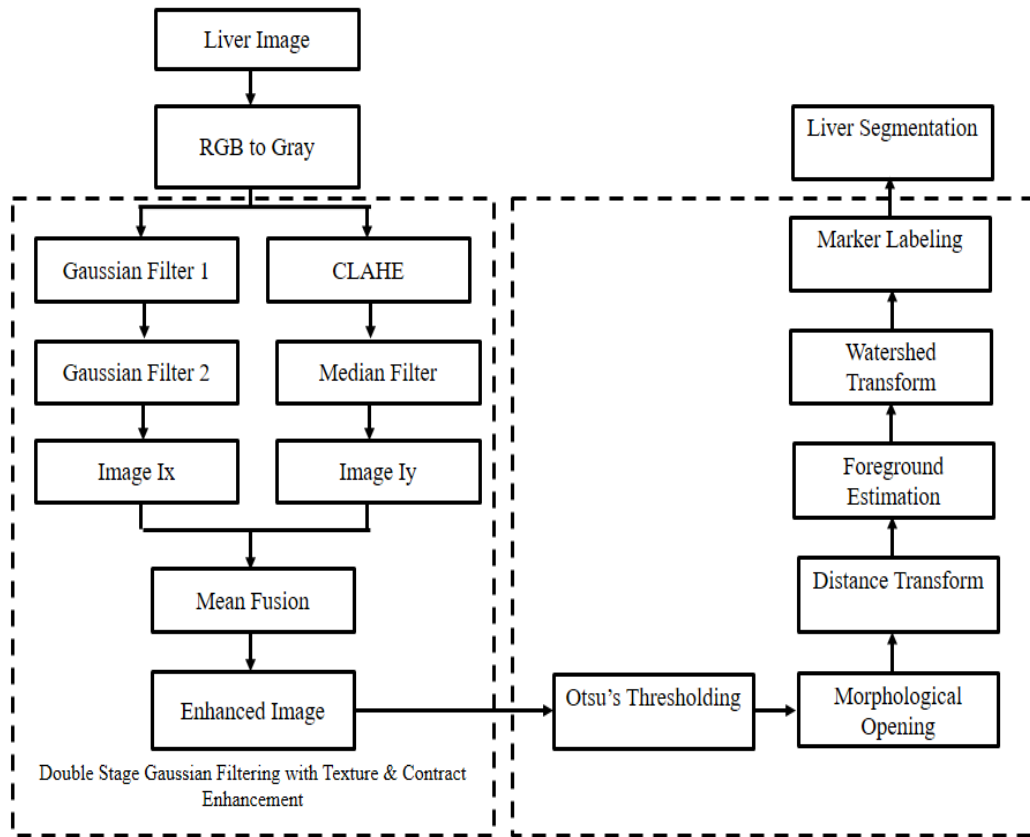 Liver Image
RGB to Gray
Gaussian Filter 1
CLAHE
Gaussian Filter 2
Median Filter
Image Ix
Image Iy
Mean Fusion
Enhanced Image
Double Stage Gaussian Filtering with Texture & Contract
Enhancement
Otsu's Thresholding
Morphological
Opening
Distance Transform
Foreground
Estimation
Watershed
Transform
Marker Labeling
Liver Segmentation